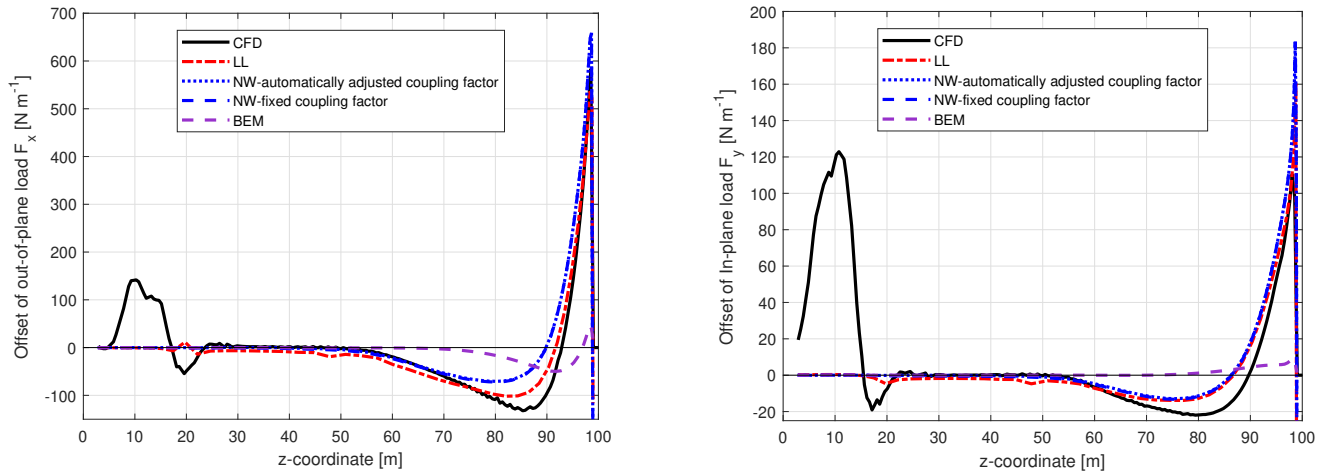 Offset of out-of-plane load F_x [N m^-1]
700
600
500
400
300
200
100
0
-100
CFD
LL
NW-automatically adjusted coupling factor
NW-fixed coupling factor
BEM
0 10 20 30 40 50 60 70 80 90 100
z-coordinate [m]
Offset of In-plane load F_y [N m^-1]
200
180
160
140
120
100
80
60
40
20
0
-20
CFD
LL
NW-automatically adjusted coupling factor
NW-fixed coupling factor
BEM
0 10 20 30 40 50 60 70 80 90 100
z-coordinate [m]